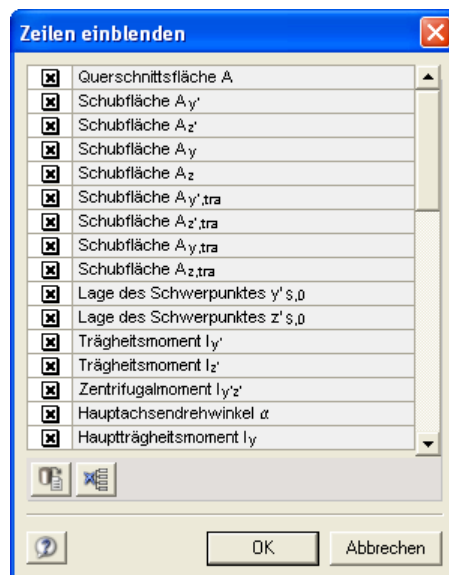 Zeilen einblenden
Querschnittsfläche A
Schubfläche Ay'
Schubfläche Az'
Schubfläche Ay
Schubfläche Az
Schubfläche Ay',tra
Schubfläche Az',tra
Schubfläche Ay,tra
Schubfläche Az,tra
Lage des Schwerpunktes y's,0
Lage des Schwerpunktes z's,0
Trägheitsmoment Iy'
Trägheitsmoment Iz'
Zentrifugalmoment Iy'z'
Hauptachsendrehwinkel α
Hauptträgheitsmoment Iy
OK Abbrechen